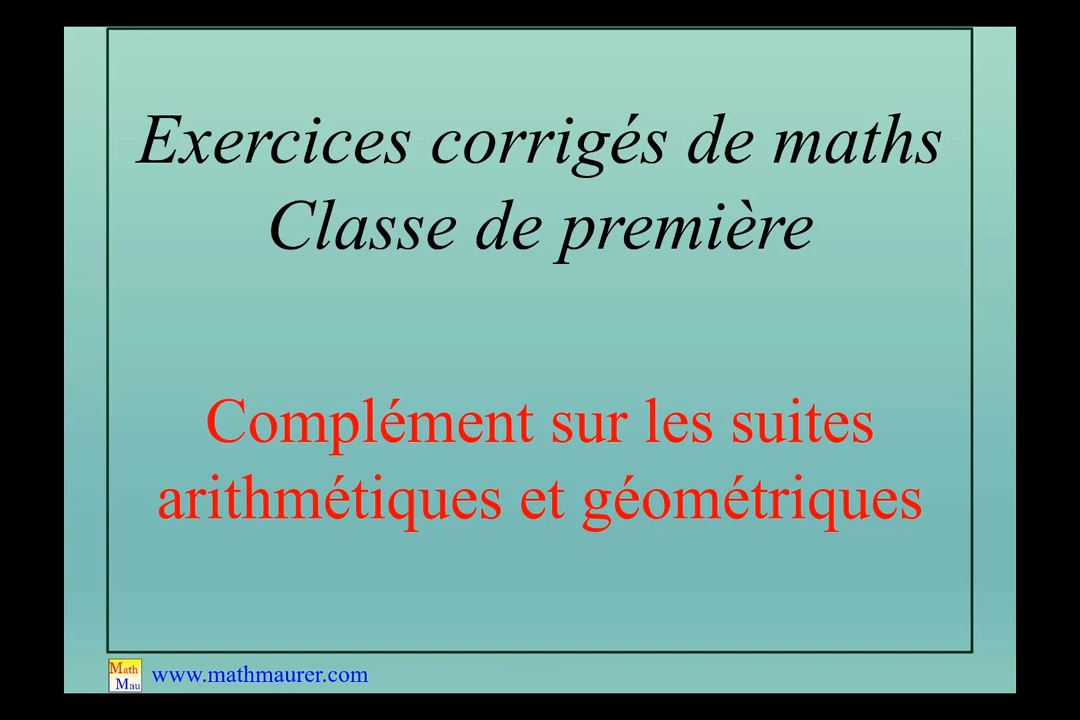 Exercices corrigés de maths
Classe de première
Complément sur les suites
arithmétiques et géométriques
Math
Mau
www.mathmaurer.com